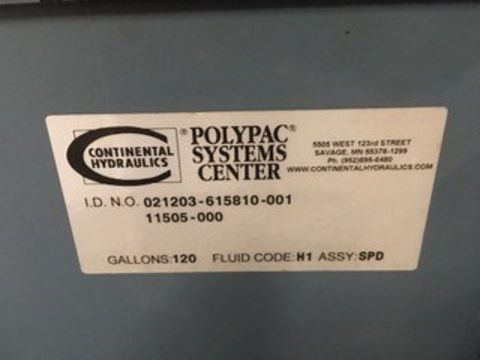 CONTINENTAL
HYDRAULICS ®
POLYPAC®
SYSTEMS
CENTER
5505 WEST 123rd STREET
SAVAGE, MN 55378-1299
Ph. (952)895-6400
WWW.CONTINENTALHYDRAULICS.COM
I.D. N.O. 021203-615810-001
11505-000
GALLONS:120 FLUID CODE:H1 ASSY:SPD